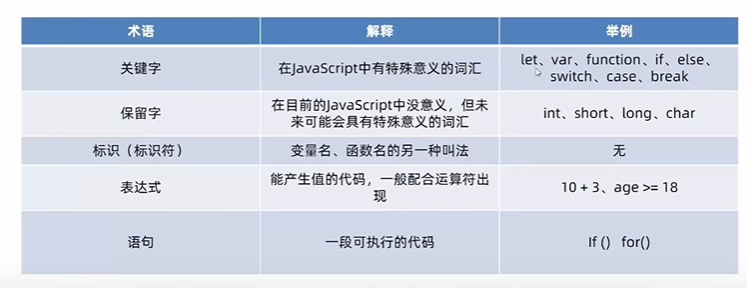 术语 解释 举例
关键字 在JavaScript中有特殊意义的词汇 let、var、function、if、else、
switch、case、break
保留字 在目前的JavaScript中没意义，但未
来可能会具有特殊意义的词汇 int、short、long、char
标识（标识符） 变量名、函数名的另一种叫法 无
表达式 能产生值的代码，一般配合运算符出
现 10 + 3、age >= 18
语句 一段可执行的代码 If () for()